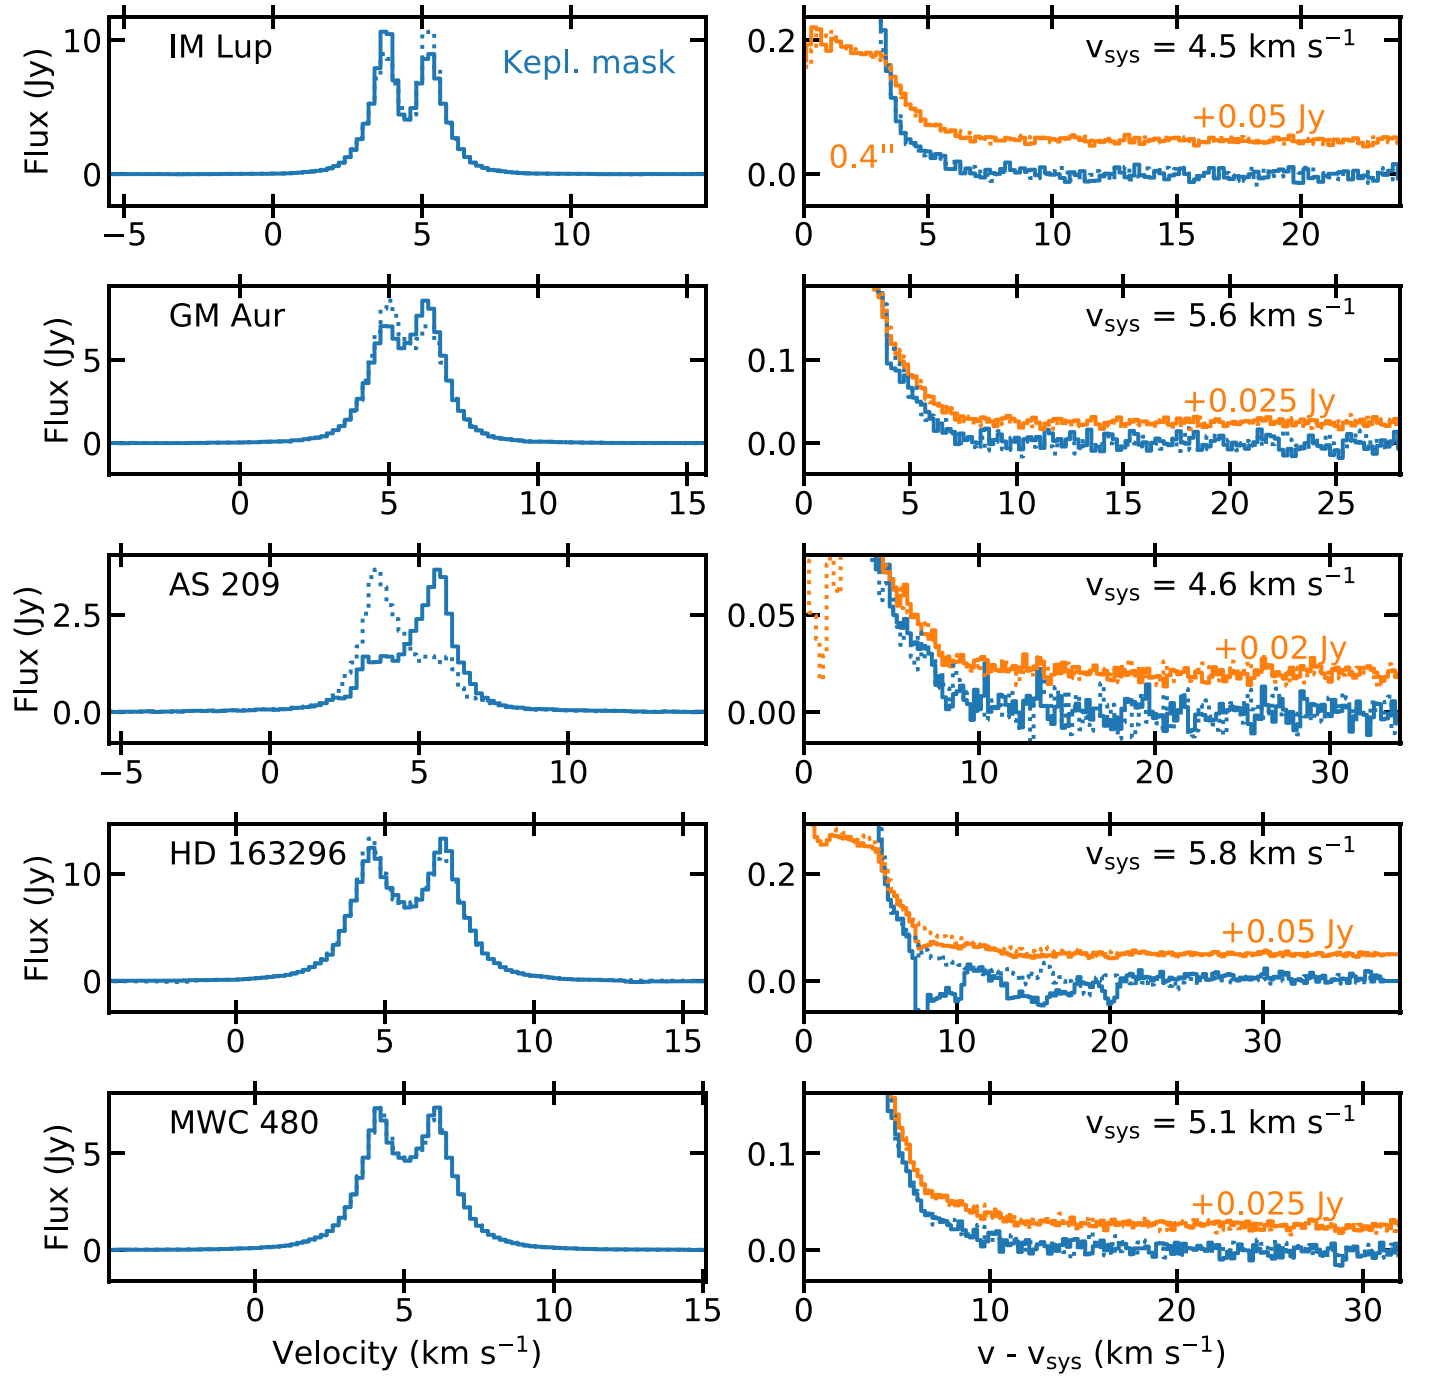 IM Lup
Kepl. mask
Flux (Jy)
10
0
−5
0
5
10
v_sys = 4.5 km s⁻¹
+0.05 Jy
0.4"
0.2
0.1
0.0
0
5
10
15
20
GM Aur
Flux (Jy)
5
0
0
5
10
15
v_sys = 5.6 km s⁻¹
+0.025 Jy
0.1
0.0
0
5
10
15
20
25
AS 209
Flux (Jy)
2.5
0.0
−5
0
5
10
v_sys = 4.6 km s⁻¹
+0.02 Jy
0.05
0.00
0
10
20
30
HD 163296
Flux (Jy)
10
0
0
5
10
15
v_sys = 5.8 km s⁻¹
+0.05 Jy
0.2
0.0
0
10
20
30
MWC 480
Flux (Jy)
5
0
0
5
10
15
Velocity (km s⁻¹)
v_sys = 5.1 km s⁻¹
+0.025 Jy
0.1
0.0
0
10
20
30
v - v_sys (km s⁻¹)